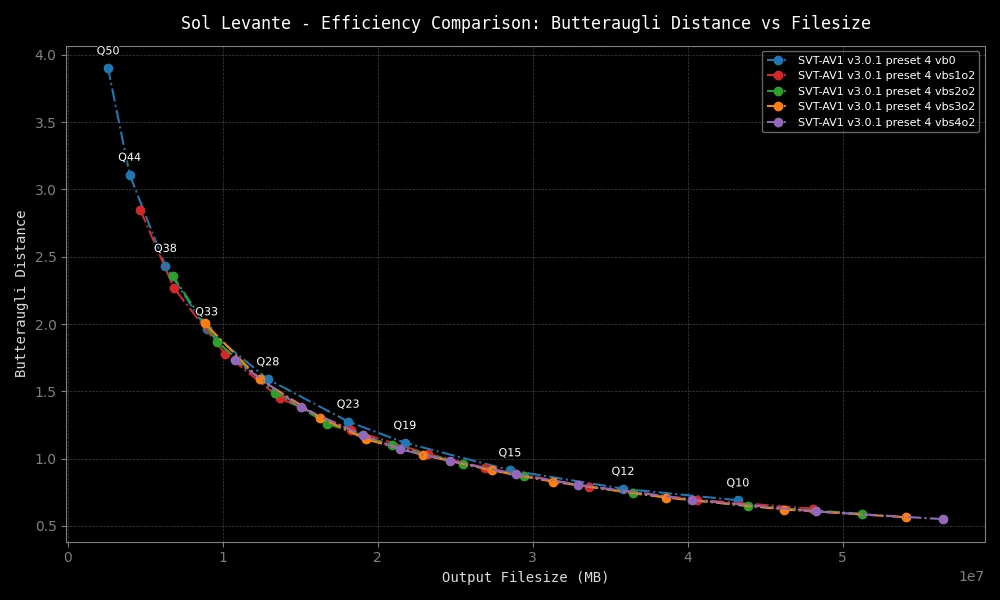 Sol Levante - Efficiency Comparison: Butteraugli Distance vs Filesize
SVT-AV1 v3.0.1 preset 4 vb0
SVT-AV1 v3.0.1 preset 4 vbs1o2
SVT-AV1 v3.0.1 preset 4 vbs2o2
SVT-AV1 v3.0.1 preset 4 vbs3o2
SVT-AV1 v3.0.1 preset 4 vbs4o2
Butteraugli Distance
4.0
3.5
3.0
2.5
2.0
1.5
1.0
0.5
Q50
Q44
Q38
Q33
Q28
Q23
Q19
Q15
Q12
Q10
0
1
2
3
4
5
1e7
Output Filesize (MB)